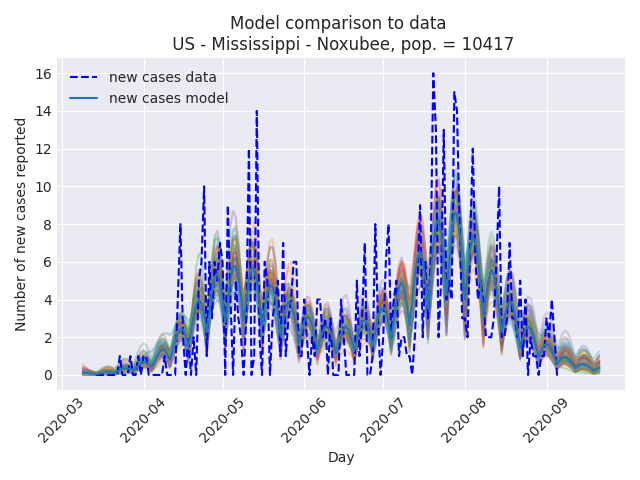 Model comparison to data
US - Mississippi - Noxubee, pop. = 10417
new cases data
new cases model
Number of new cases reported
16
14
12
10
8
6
4
2
0
2020-03
2020-04
2020-05
2020-06
2020-07
2020-08
2020-09
Day